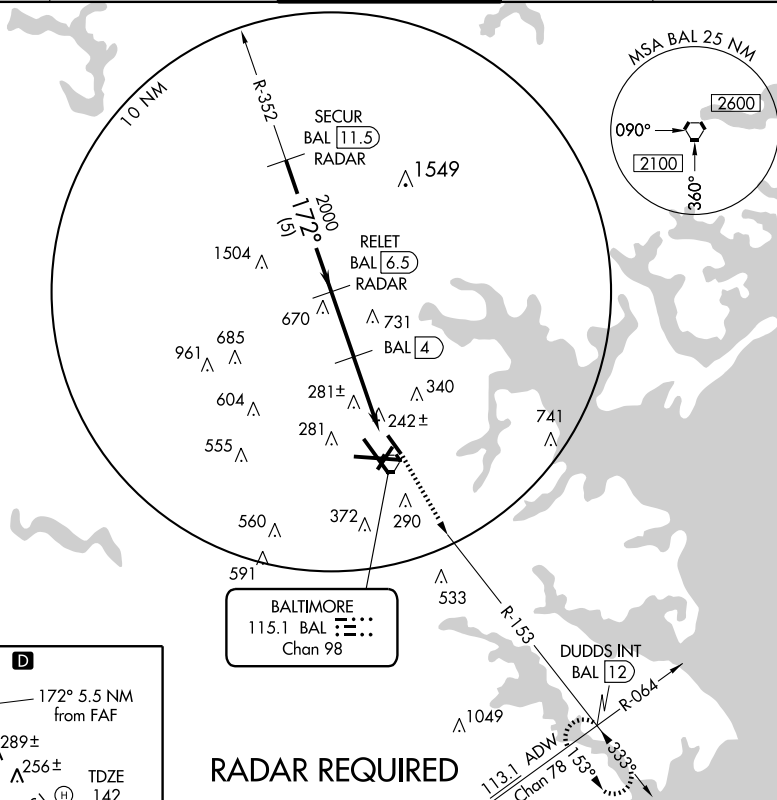 MSA BAL 25 NM
2600
090°
2100
360°
10 NM
R-352
SECUR
BAL 11.5
RADAR
1549
2000
172°
(5)
1504
RELET
BAL 6.5
RADAR
670
731
BAL 4
685
961
604
281±
340
242±
281
741
555
560
372
290
591
533
BALTIMORE
115.1 BAL
Chan 98
R-153
DUDDS INT
BAL 12
R-064
1049
113.1 ADW
Chan 78
153°
333°
D
172° 5.5 NM
from FAF
289±
256±
TDZE
142
H
RADAR REQUIRED